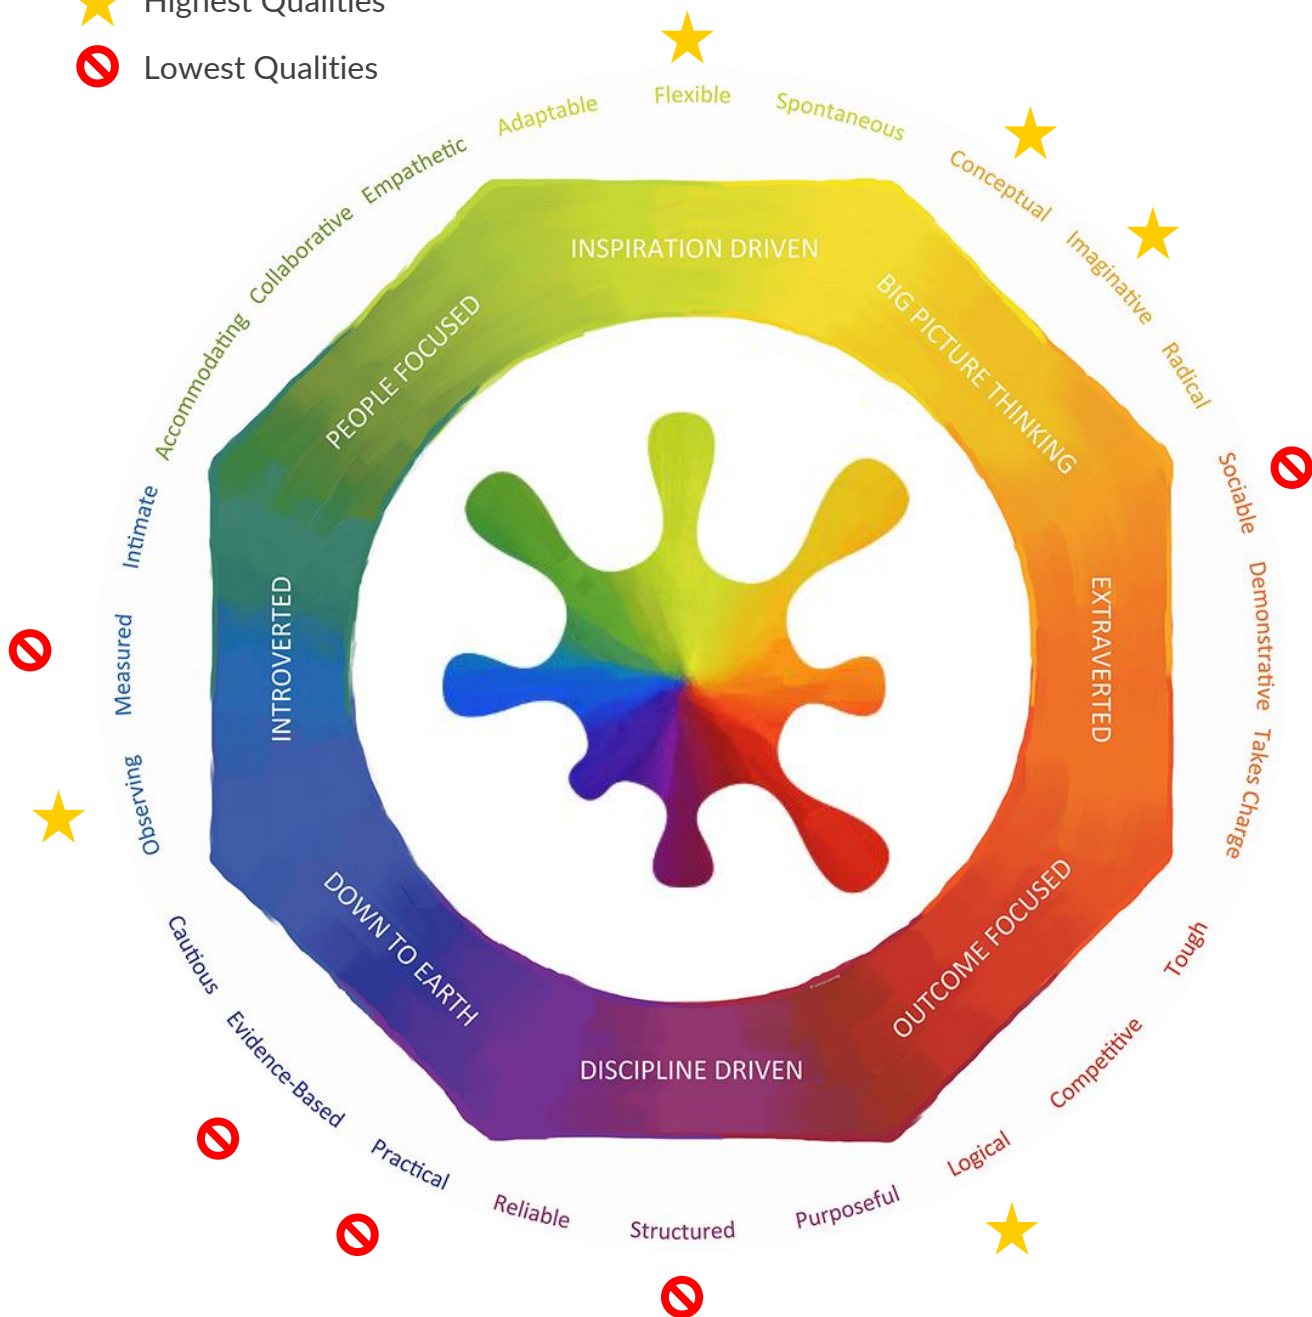 Highest Qualities
Lowest Qualities
Adaptable
Flexible
Spontaneous
Empathetic
Conceptual
Collaborative
Imaginative
Accommodating
Radical
INSPIRATION DRIVEN
BIG PICTURE THINKING
PEOPLE FOCUSED
Sociable
Intimate
Demonstrative
Measured
INTROVERTED
EXTRAVERTED
Takes Charge
Observing
DOWN TO EARTH
OUTCOME FOCUSED
Cautious
Tough
Evidence-Based
Competitive
DISCIPLINE DRIVEN
Practical
Logical
Reliable
Structured
Purposeful